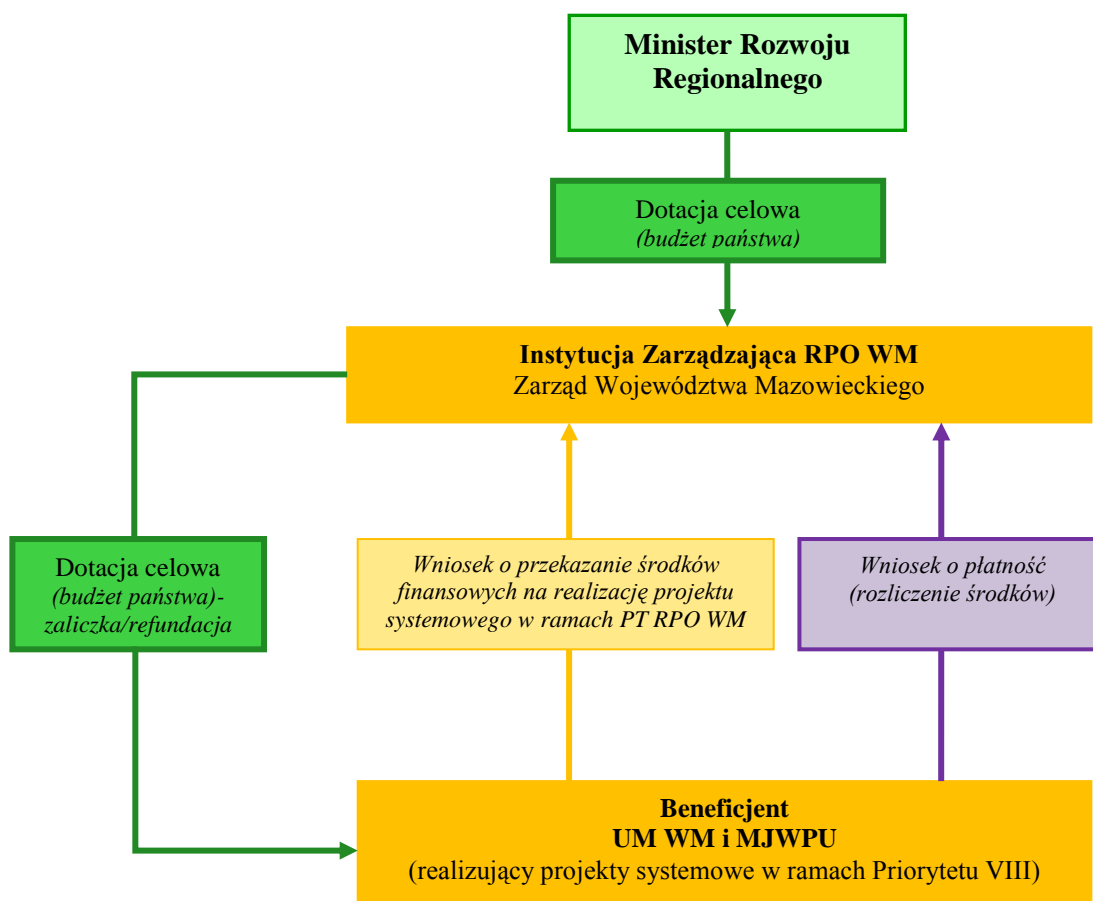 Minister Rozwoju
Regionalnego
Dotacja celowa
(budżet państwa)
Instytucja Zarządzająca RPO WM
Zarząd Województwa Mazowieckiego
Dotacja celowa
(budżet państwa)-
zaliczka/refundacja
Wniosek o przekazanie środków
finansowych na realizację projektu
systemowego w ramach PT RPO WM
Wniosek o płatność
(rozliczenie środków)
Beneficjent
UM WM i MJWPU
(realizujący projekty systemowe w ramach Priorytetu VIII)